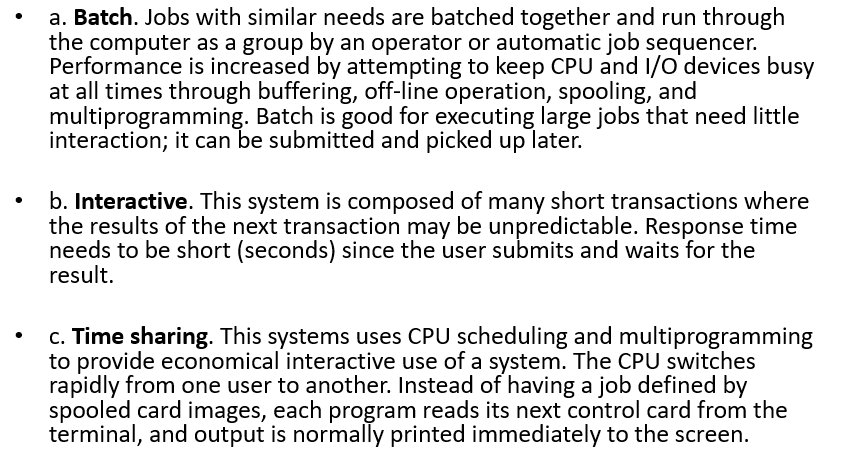 • a. Batch. Jobs with similar needs are batched together and run through
the computer as a group by an operator or automatic job sequencer.
Performance is increased by attempting to keep CPU and I/O devices busy
at all times through buffering, off-line operation, spooling, and
multiprogramming. Batch is good for executing large jobs that need little
interaction; it can be submitted and picked up later.
• b. Interactive. This system is composed of many short transactions where
the results of the next transaction may be unpredictable. Response time
needs to be short (seconds) since the user submits and waits for the
result.
• c. Time sharing. This systems uses CPU scheduling and multiprogramming
to provide economical interactive use of a system. The CPU switches
rapidly from one user to another. Instead of having a job defined by
spooled card images, each program reads its next control card from the
terminal, and output is normally printed immediately to the screen.